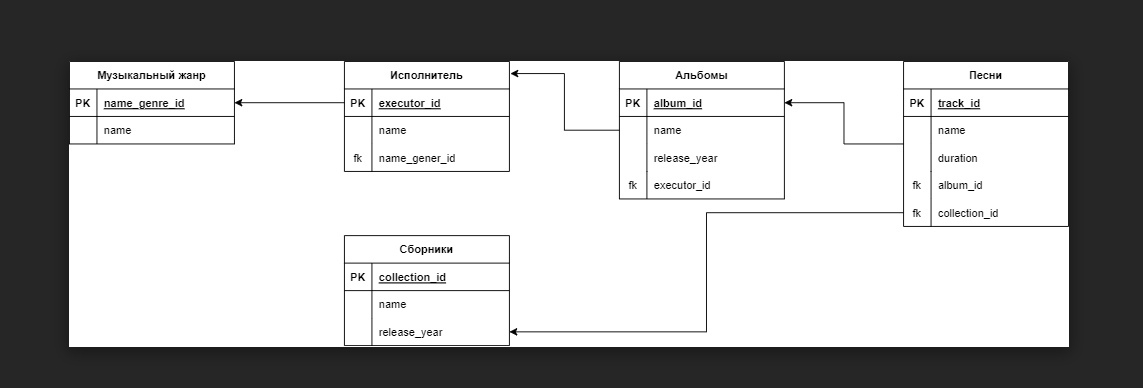 Музыкальный жанр
PK name_genre_id
name
Исполнитель
PK executor_id
name
fk name_gener_id
Альбомы
PK album_id
name
release_year
fk executor_id
Песни
PK track_id
name
duration
fk album_id
fk collection_id
Сборники
PK collection_id
name
release_year